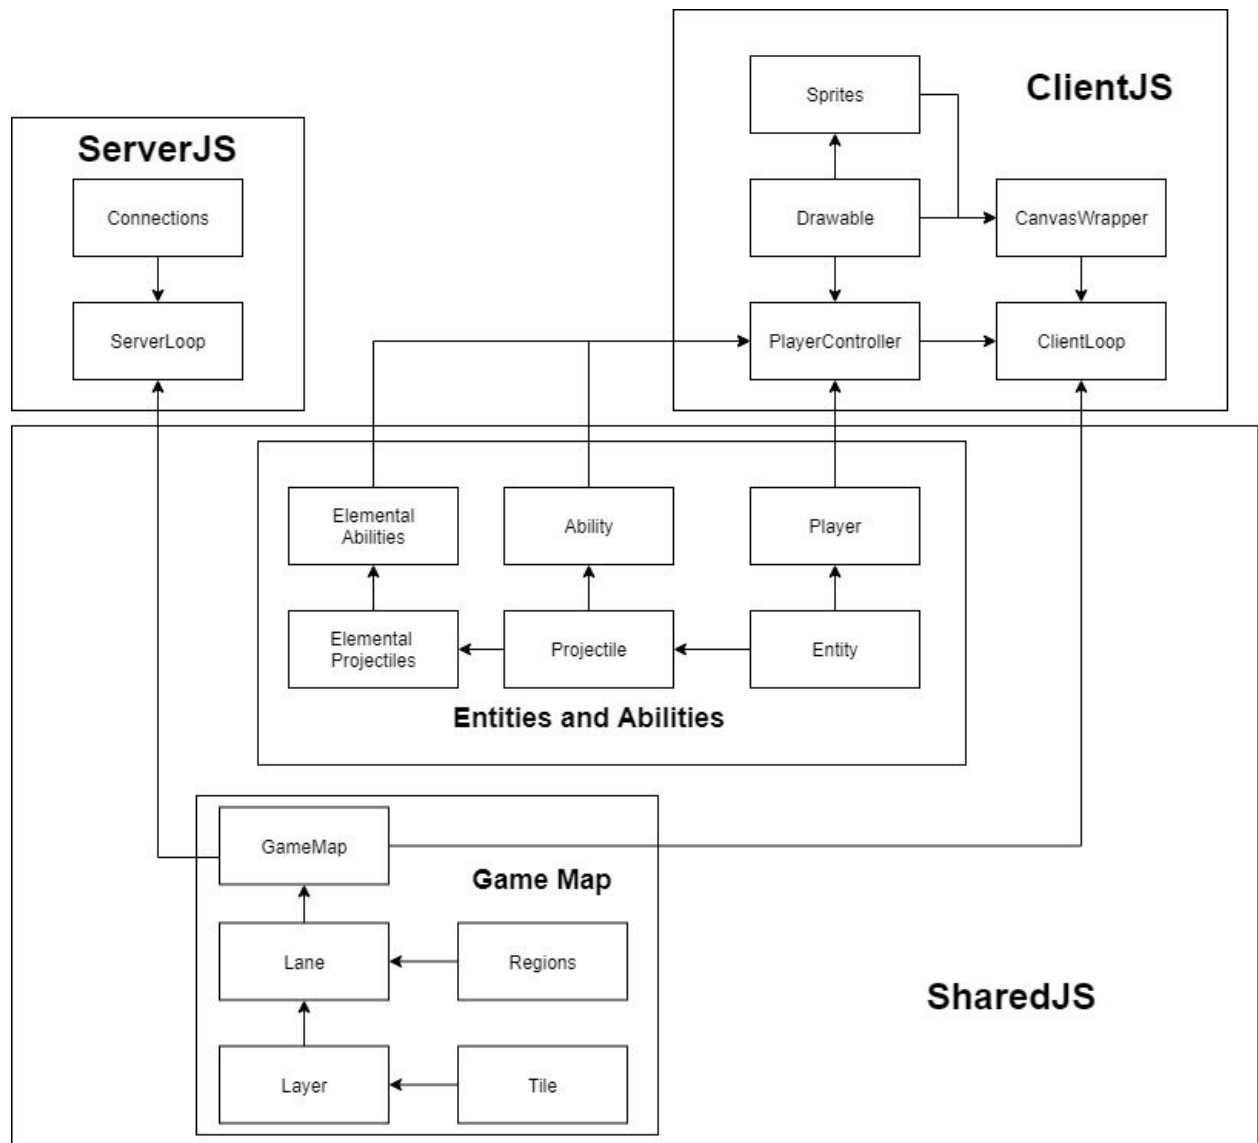 ClientJS
Sprites
ServerJS
Connections
Drawable
CanvasWrapper
ServerLoop
PlayerController
ClientLoop
Elemental
Abilities
Ability
Player
Elemental
Projectiles
Projectile
Entity
Entities and Abilities
GameMap
Game Map
Lane
Regions
SharedJS
Layer
Tile